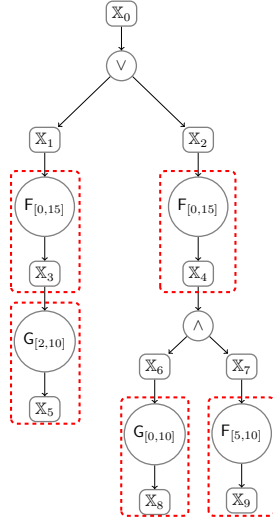 𝕏₀
∨
𝕏₁ 𝕏₂
F[0,15] F[0,15]
𝕏₃ 𝕏₄
∧
G[2,10]
𝕏₆ 𝕏₇
𝕏₅
G[0,10] F[5,10]
𝕏₈ 𝕏₉